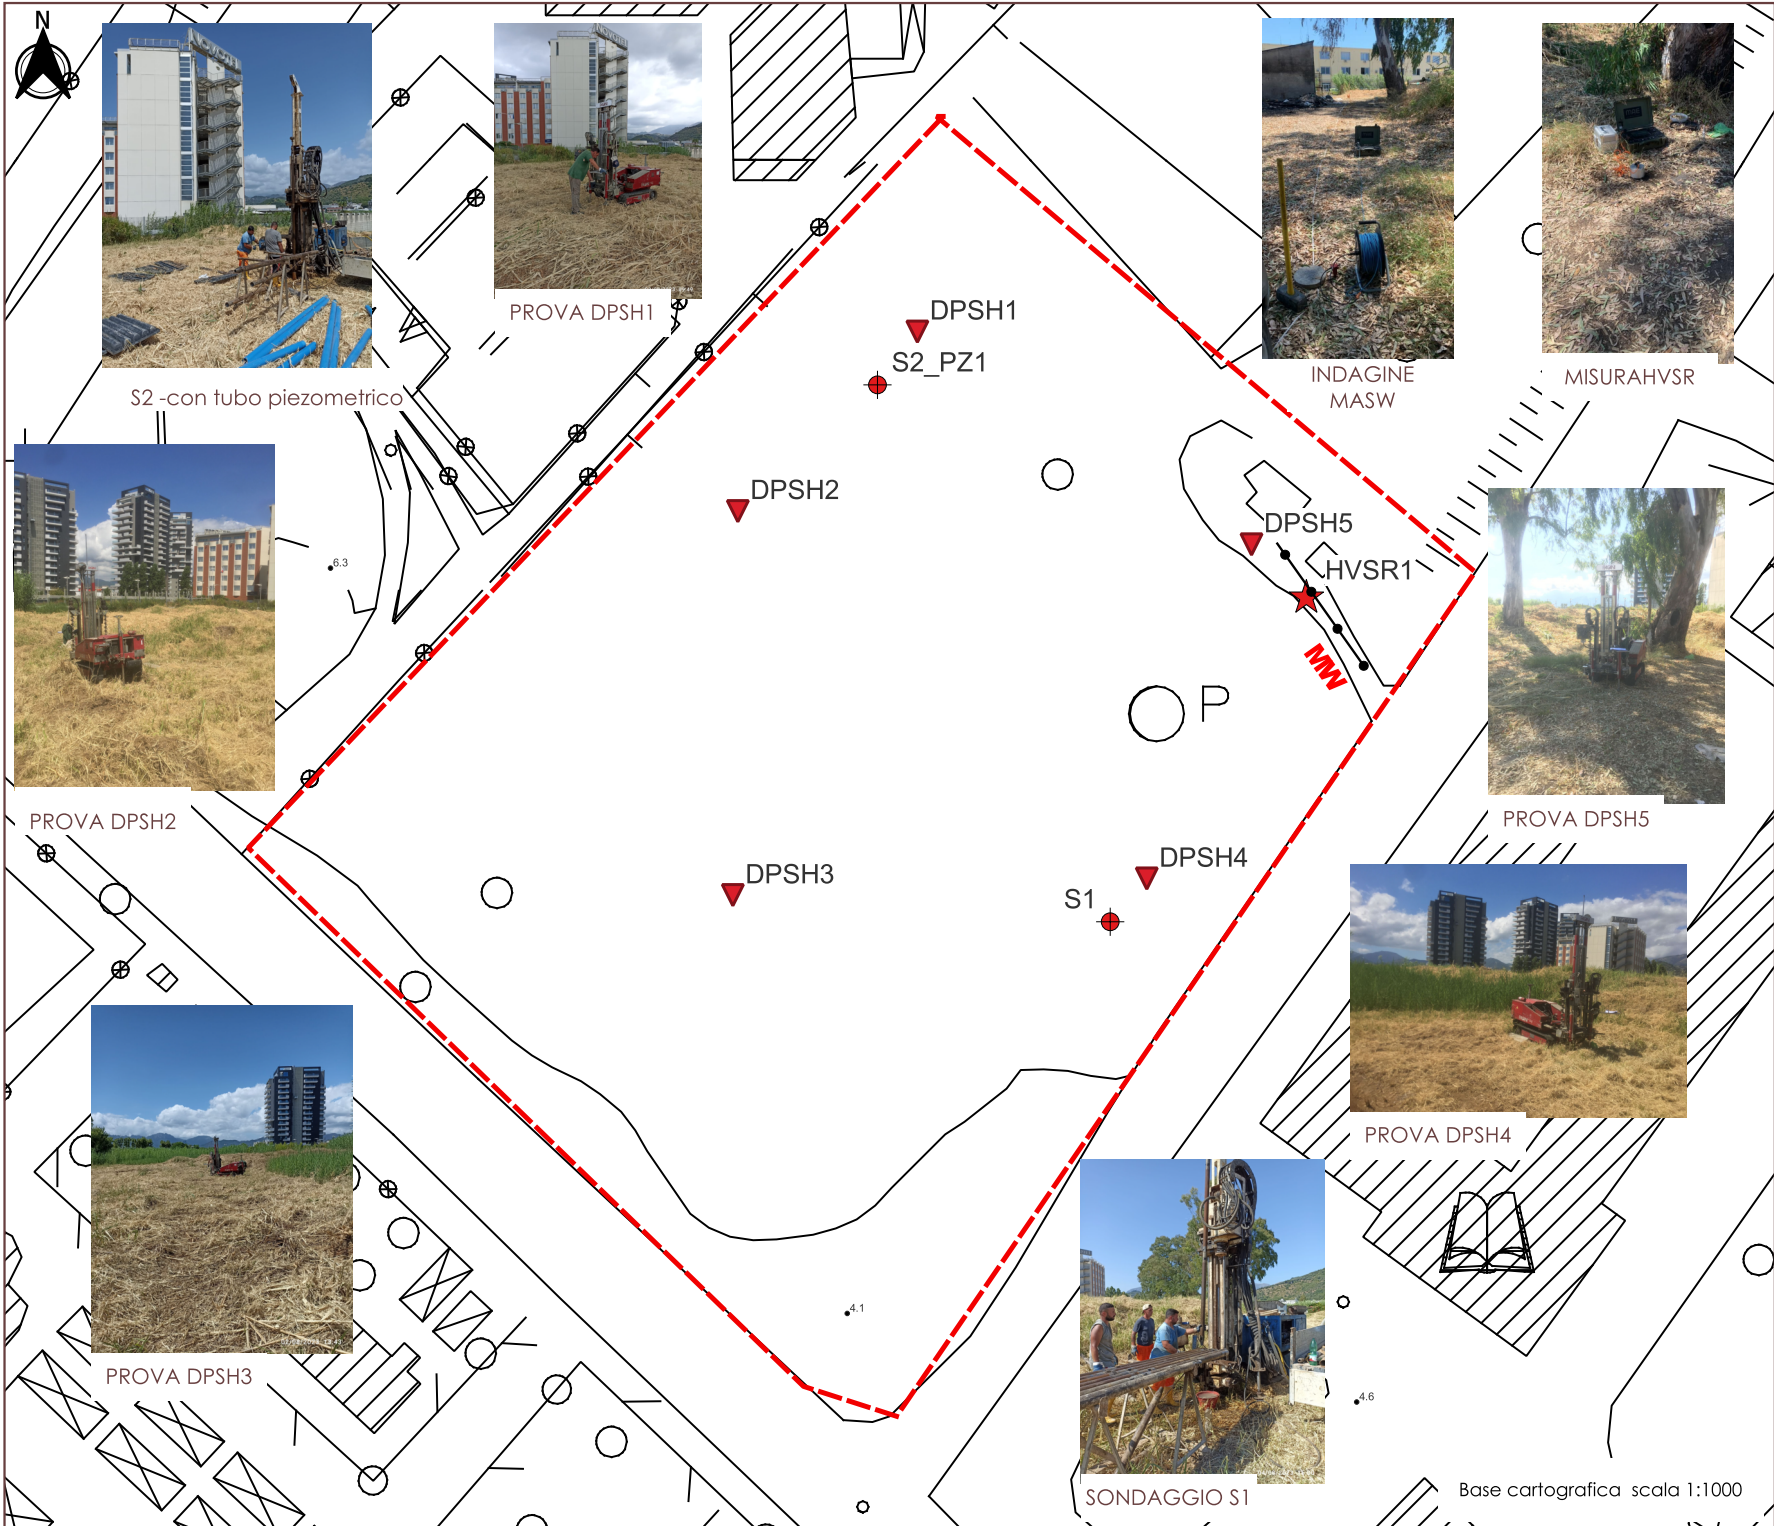 N
NOVOTEL
PROVA DPSH1
S2 -con tubo piezometrico
INDAGINE
MASW
MISURAHVSR
DPSH1
S2_PZ1
DPSH2
DPSH5
HVSR1
MW
P
6.3
PROVA DPSH2
PROVA DPSH5
DPSH3
DPSH4
S1
PROVA DPSH4
PROVA DPSH3
4.1
4.6
SONDAGGIO S1
Base cartografica scala 1:1000